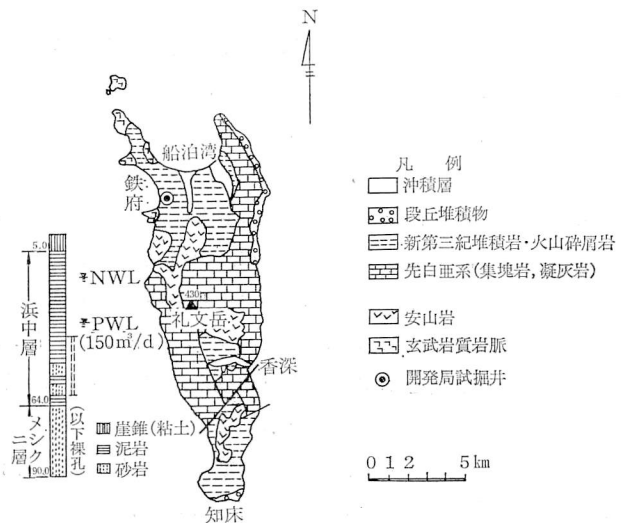 N
船泊湾
鉄府
430
礼文岳
香深
知床
5.0
NWL
PWL
(150m³/d)
浜中層
64.0
メシクニ層
90.0
(以下裸孔)
崖錐(粘土)
泥岩
砂岩
凡例
沖積層
段丘堆積物
新第三紀堆積岩・火山砕屑岩
先白亜系(集塊岩,凝灰岩)
安山岩
玄武岩質岩脈
開発局試掘井
0 1 2 5km